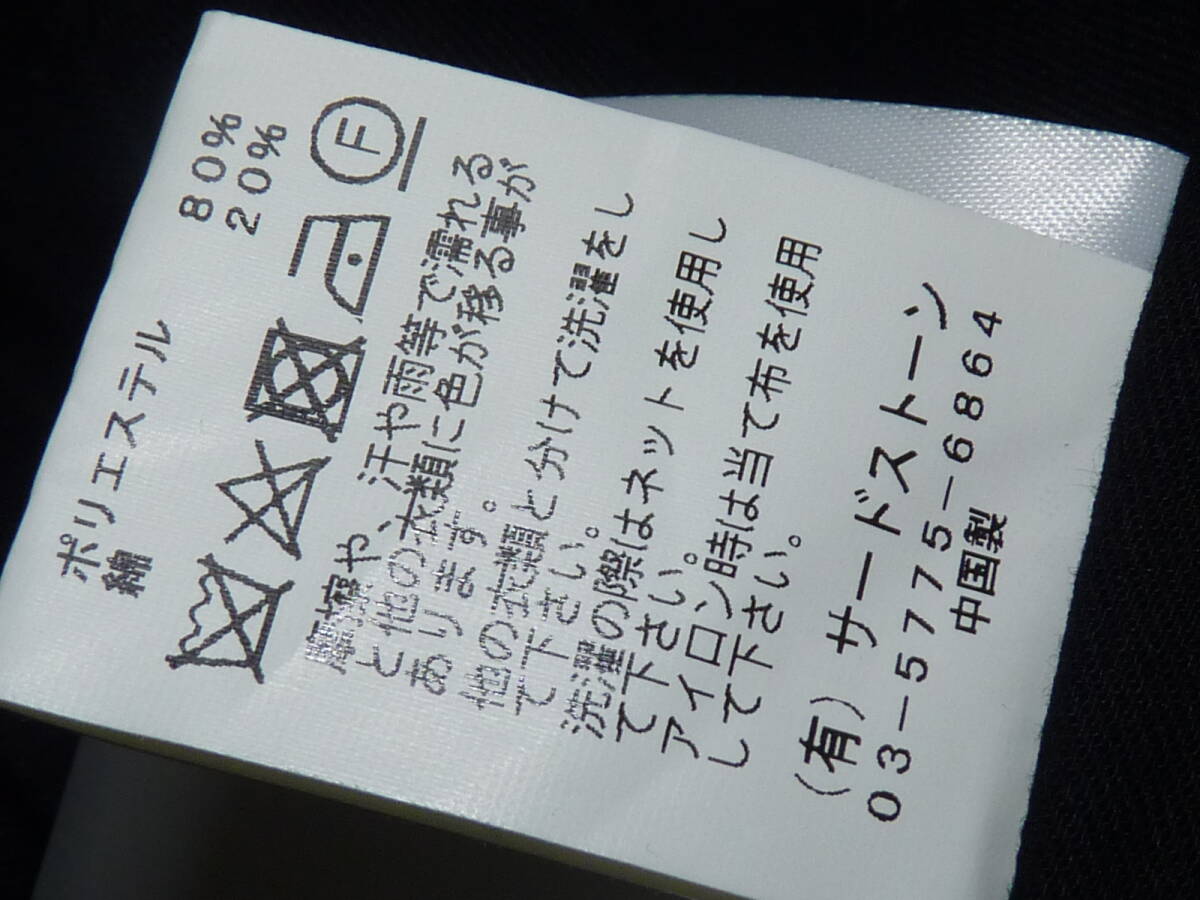 ポリエステル 80%
綿 20%
F
摩擦や、汗や雨等で濡れる
と他の衣類に色が移る事が
あります。
他の衣類と分けて洗濯をし
て下さい。
洗濯の際はネットを使用し
て下さい。
アイロン時は当て布を使用
して下さい。
(有) サードストーン
03-5775-6864
中国製